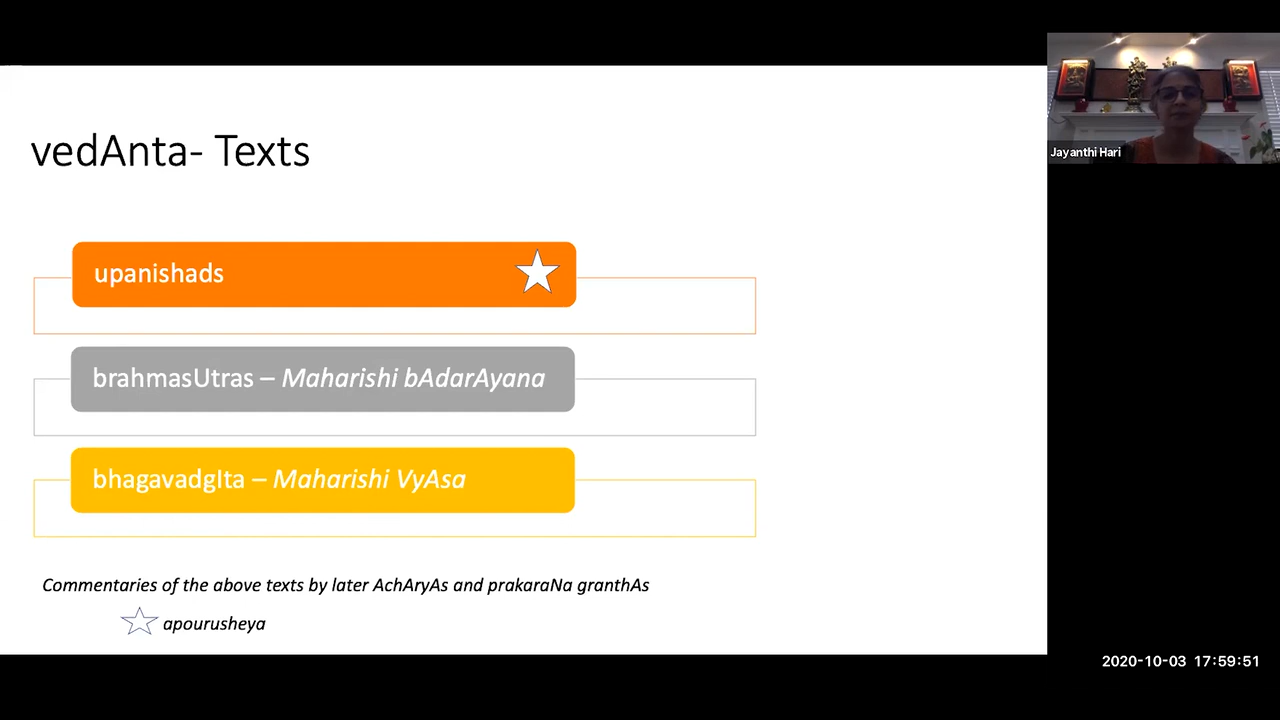 vedAnta- Texts
upanishads
brahmasUtras – Maharishi bAdarAyana
bhagavadgIta – Maharishi VyAsa
Commentaries of the above texts by later AchAryAs and prakaraNa granthAs
apourusheya
Jayanthi Hari
2020-10-03 17:59:51